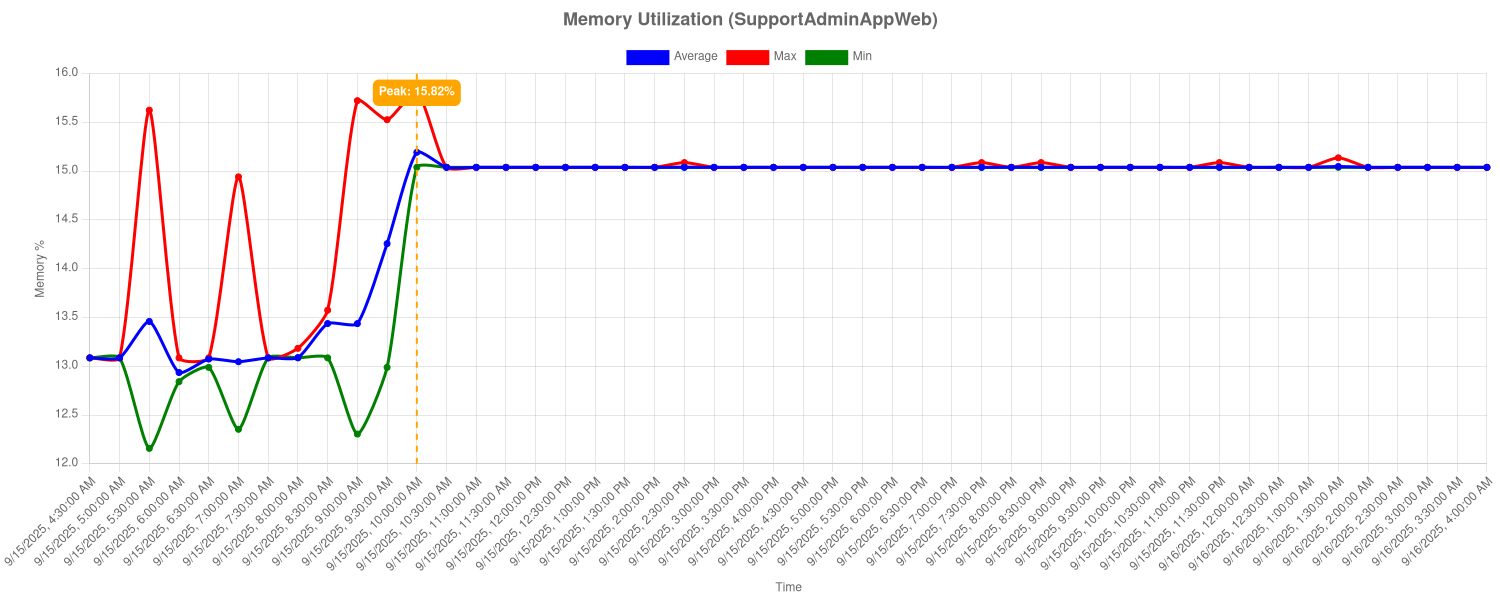 Memory Utilization (SupportAdminAppWeb)
Average Max Min
Peak: 15.82%
16.0
15.5
15.0
14.5
14.0
13.5
13.0
12.5
12.0
Memory %
9/15/2025, 4:30:00 AM
9/15/2025, 5:00:00 AM
9/15/2025, 5:30:00 AM
9/15/2025, 6:00:00 AM
9/15/2025, 6:30:00 AM
9/15/2025, 7:00:00 AM
9/15/2025, 7:30:00 AM
9/15/2025, 8:00:00 AM
9/15/2025, 8:30:00 AM
9/15/2025, 9:00:00 AM
9/15/2025, 9:30:00 AM
9/15/2025, 10:00:00 AM
9/15/2025, 10:30:00 AM
9/15/2025, 11:00:00 AM
9/15/2025, 11:30:00 AM
9/15/2025, 12:00:00 PM
9/15/2025, 12:30:00 PM
9/15/2025, 1:00:00 PM
9/15/2025, 1:30:00 PM
9/15/2025, 2:00:00 PM
9/15/2025, 2:30:00 PM
9/15/2025, 3:00:00 PM
9/15/2025, 3:30:00 PM
9/15/2025, 4:00:00 PM
9/15/2025, 4:30:00 PM
9/15/2025, 5:00:00 PM
9/15/2025, 5:30:00 PM
9/15/2025, 6:00:00 PM
9/15/2025, 6:30:00 PM
9/15/2025, 7:00:00 PM
9/15/2025, 7:30:00 PM
9/15/2025, 8:00:00 PM
9/15/2025, 8:30:00 PM
9/15/2025, 9:00:00 PM
9/15/2025, 9:30:00 PM
9/15/2025, 10:00:00 PM
9/15/2025, 10:30:00 PM
9/15/2025, 11:00:00 PM
9/15/2025, 11:30:00 PM
9/16/2025, 12:00:00 AM
9/16/2025, 12:30:00 AM
9/16/2025, 1:00:00 AM
9/16/2025, 1:30:00 AM
9/16/2025, 2:00:00 AM
9/16/2025, 2:30:00 AM
9/16/2025, 3:00:00 AM
9/16/2025, 3:30:00 AM
9/16/2025, 4:00:00 AM
Time